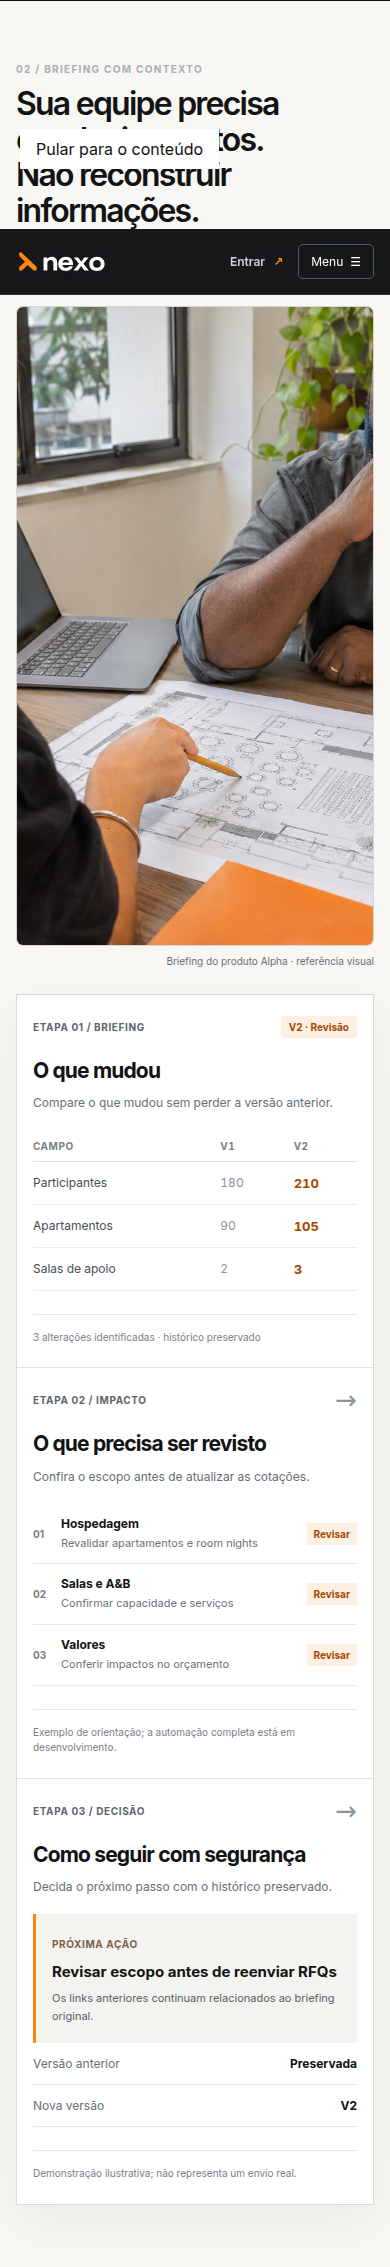 02 / BRIEFING COM CONTEXTO
Sua equipe precisa
tos.
Pular para o conteúdo
Não reconstruir
informações.
nexo
Entrar ↗
Menu ☰
Briefing do produto Alpha · referência visual
ETAPA 01 / BRIEFING
V2 · Revisão
O que mudou
Compare o que mudou sem perder a versão anterior.
CAMPO V1 V2
Participantes 180 210
Apartamentos 90 105
Salas de apoio 2 3
3 alterações identificadas · histórico preservado
ETAPA 02 / IMPACTO →
O que precisa ser revisto
Confira o escopo antes de atualizar as cotações.
01 Hospedagem
Revalidar apartamentos e room nights
Revisar
02 Salas e A&B
Confirmar capacidade e serviços
Revisar
03 Valores
Conferir impactos no orçamento
Revisar
Exemplo de orientação; a automação completa está em
desenvolvimento.
ETAPA 03 / DECISÃO →
Como seguir com segurança
Decida o próximo passo com o histórico preservado.
PRÓXIMA AÇÃO
Revisar escopo antes de reenviar RFQs
Os links anteriores continuam relacionados ao briefing
original.
Versão anterior Preservada
Nova versão V2
Demonstração ilustrativa; não representa um envio real.